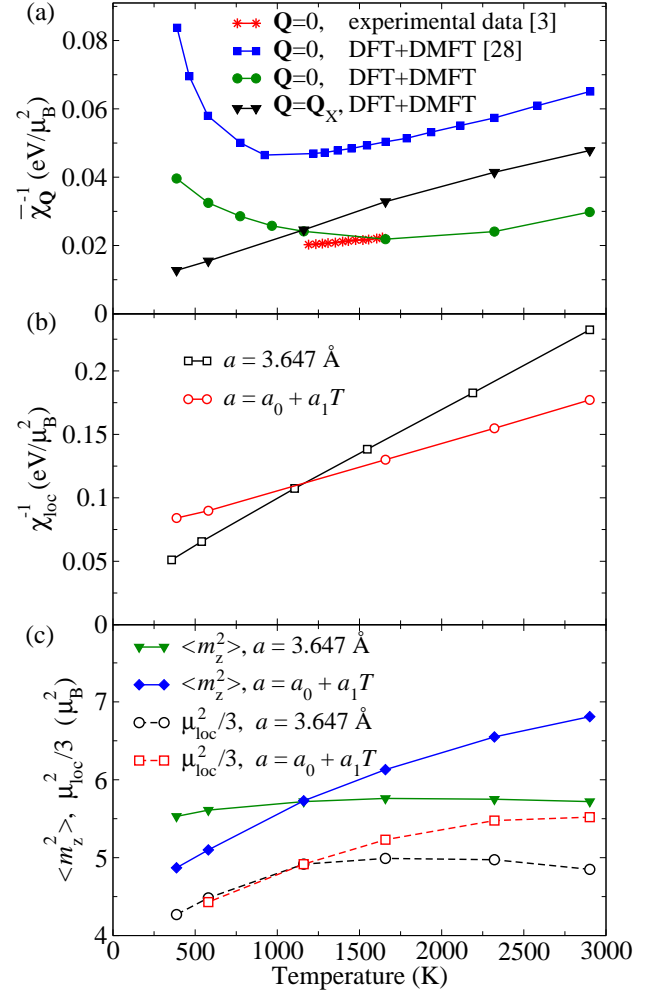 (a)
0.08
0.06
0.04
0.02
0
χ̄_Q^{-1} (eV/μ_B^2)
Q=0, experimental data [3]
Q=0, DFT+DMFT [28]
Q=0, DFT+DMFT
Q=Q_X, DFT+DMFT
(b)
0.2
0.15
0.1
0.05
0
χ_loc^{-1} (eV/μ_B^2)
a = 3.647 Å
a = a_0 + a_1T
(c)
7
6
5
4
<m_z^2>, μ_loc^2/3 (μ_B^2)
<m_z^2>, a = 3.647 Å
<m_z^2>, a = a_0 + a_1T
μ_loc^2/3, a = 3.647 Å
μ_loc^2/3, a = a_0 + a_1T
0 500 1000 1500 2000 2500 3000
Temperature (K)